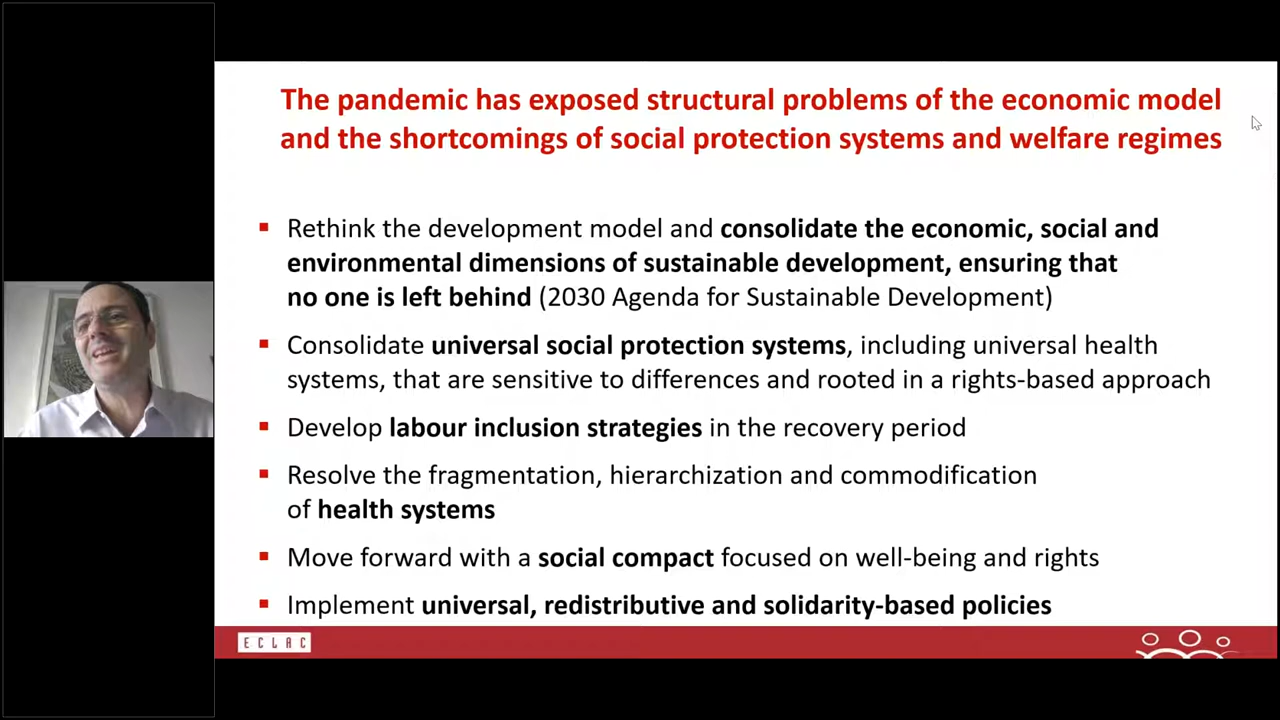 The pandemic has exposed structural problems of the economic model
and the shortcomings of social protection systems and welfare regimes
Rethink the development model and consolidate the economic, social and
environmental dimensions of sustainable development, ensuring that
no one is left behind (2030 Agenda for Sustainable Development)
Consolidate universal social protection systems, including universal health
systems, that are sensitive to differences and rooted in a rights-based approach
Develop labour inclusion strategies in the recovery period
Resolve the fragmentation, hierarchization and commodification
of health systems
Move forward with a social compact focused on well-being and rights
Implement universal, redistributive and solidarity-based policies
ECLAC